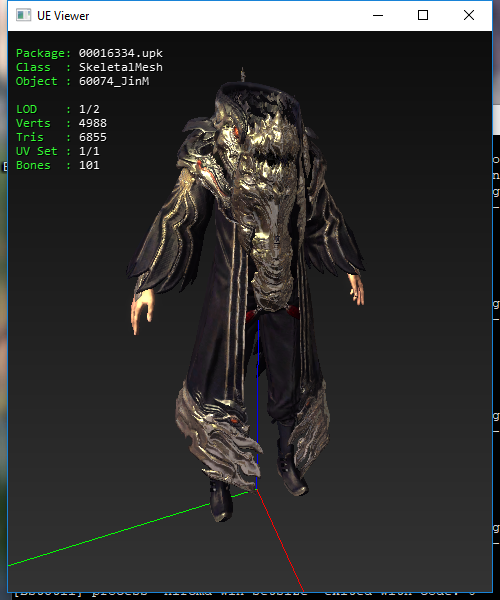 UE Viewer
Package: 00016334.upk
Class : SkeletalMesh
Object : 60074_JinM
LOD : 1/2
Verts : 4988
Tris : 6855
UV Set : 1/1
Bones : 101